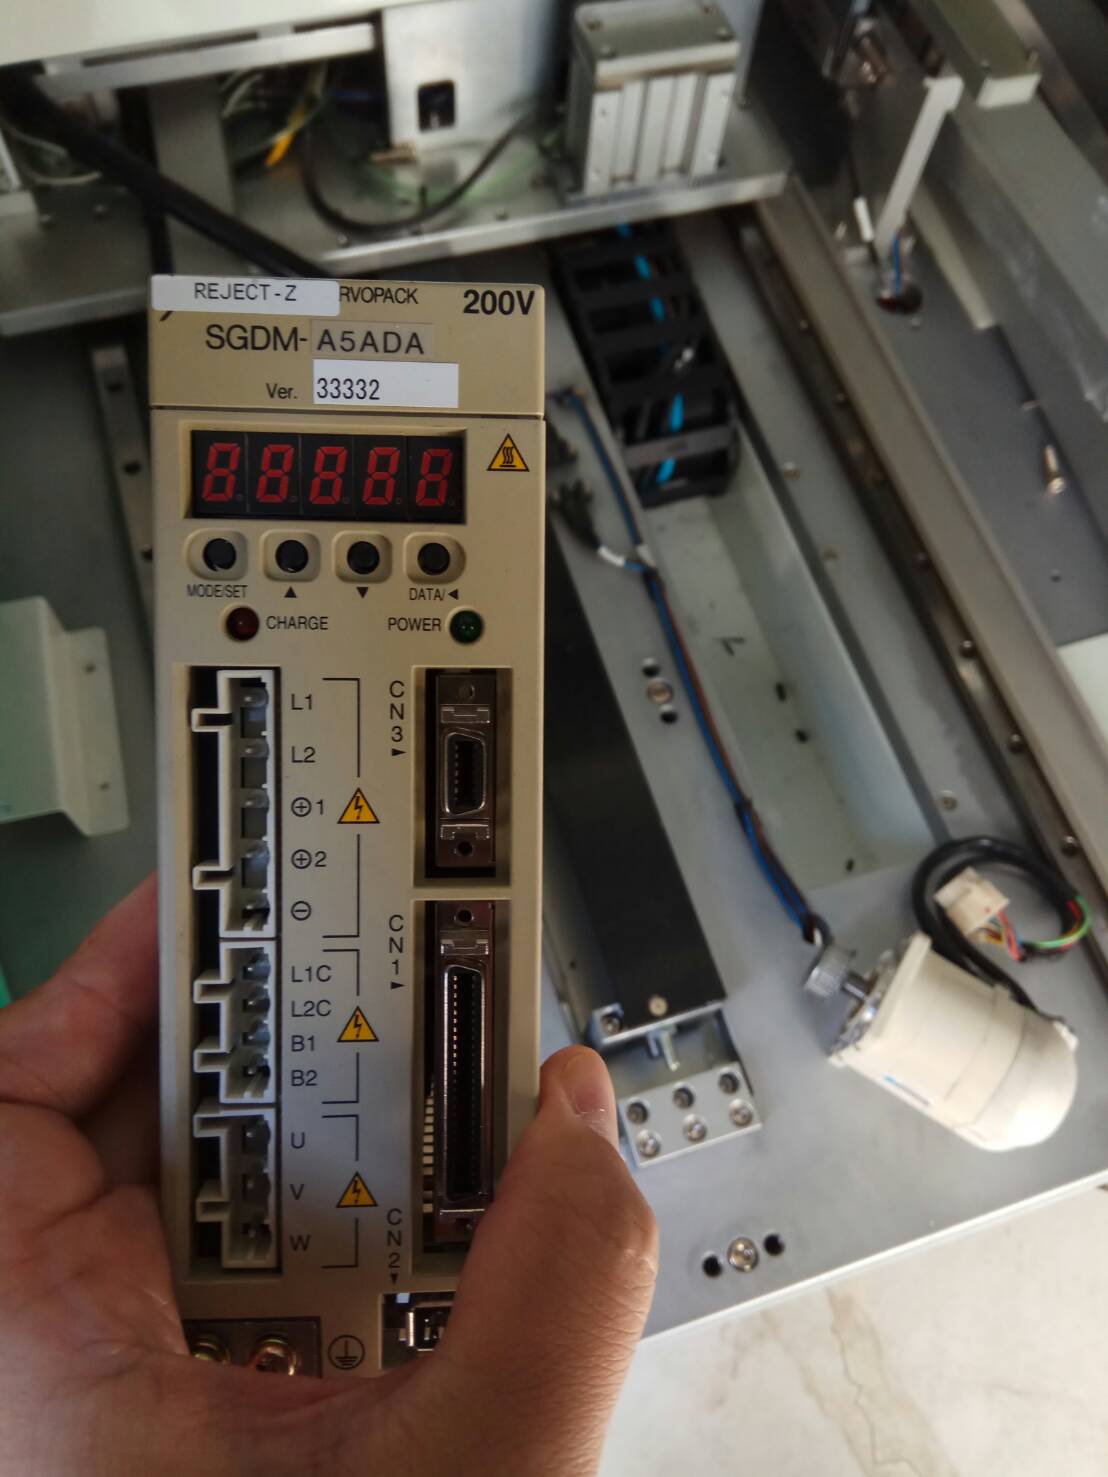 REJECT-Z RVOPACK 200V
SGDM-A5ADA
Ver. 33332
88888
MODE/SET ▲ ▼ DATA/◄
CHARGE POWER
L1
L2
⊕1
⊕2
⊖
L1C
L2C
B1
B2
U
V
W
CN3
CN1
CN2